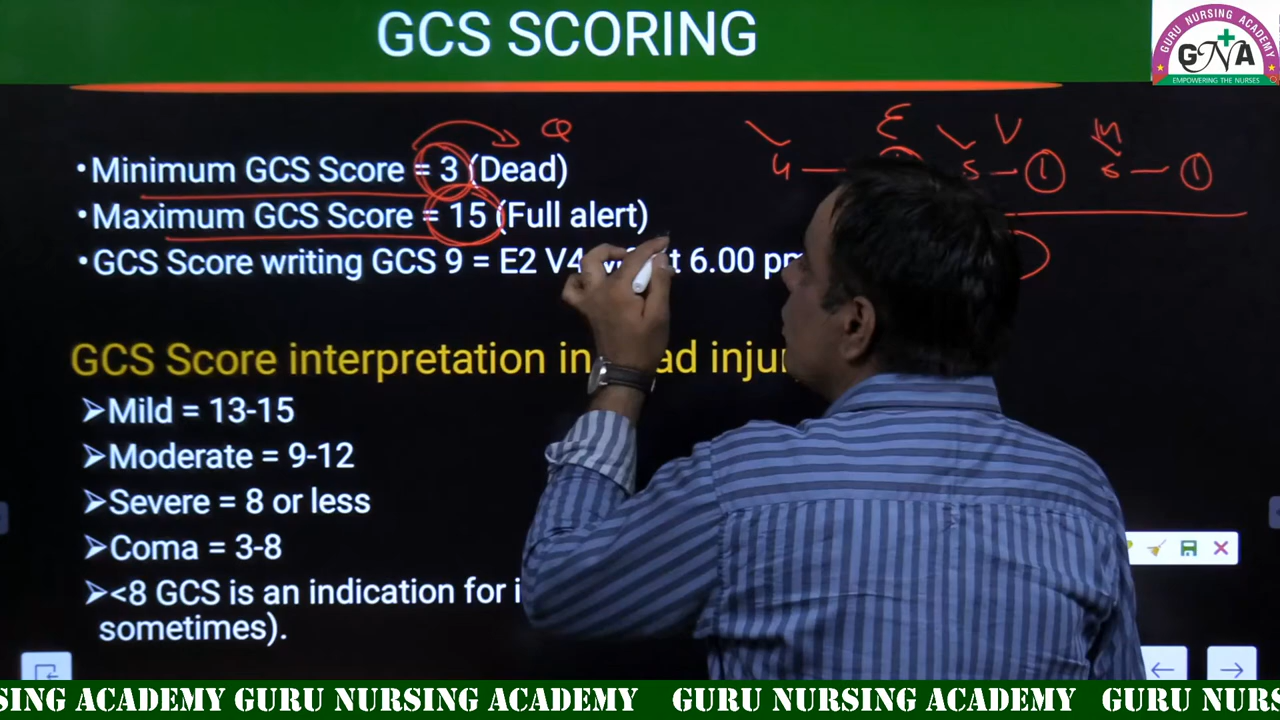 GCS SCORING
GURU NURSING ACADEMY
GNA
EMPOWERING THE NURSES
E V M
4 5 1 6 1
•Minimum GCS Score = 3 (Dead)
•Maximum GCS Score = 15 (Full alert)
•GCS Score writing GCS 9 = E2 V4 at 6.00 pm
GCS Score interpretation in head injury
➢Mild = 13-15
➢Moderate = 9-12
➢Severe = 8 or less
➢Coma = 3-8
➢<8 GCS is an indication for
sometimes).
SING ACADEMY GURU NURSING ACADEMY GURU NURSING ACADEMY GURU NURS